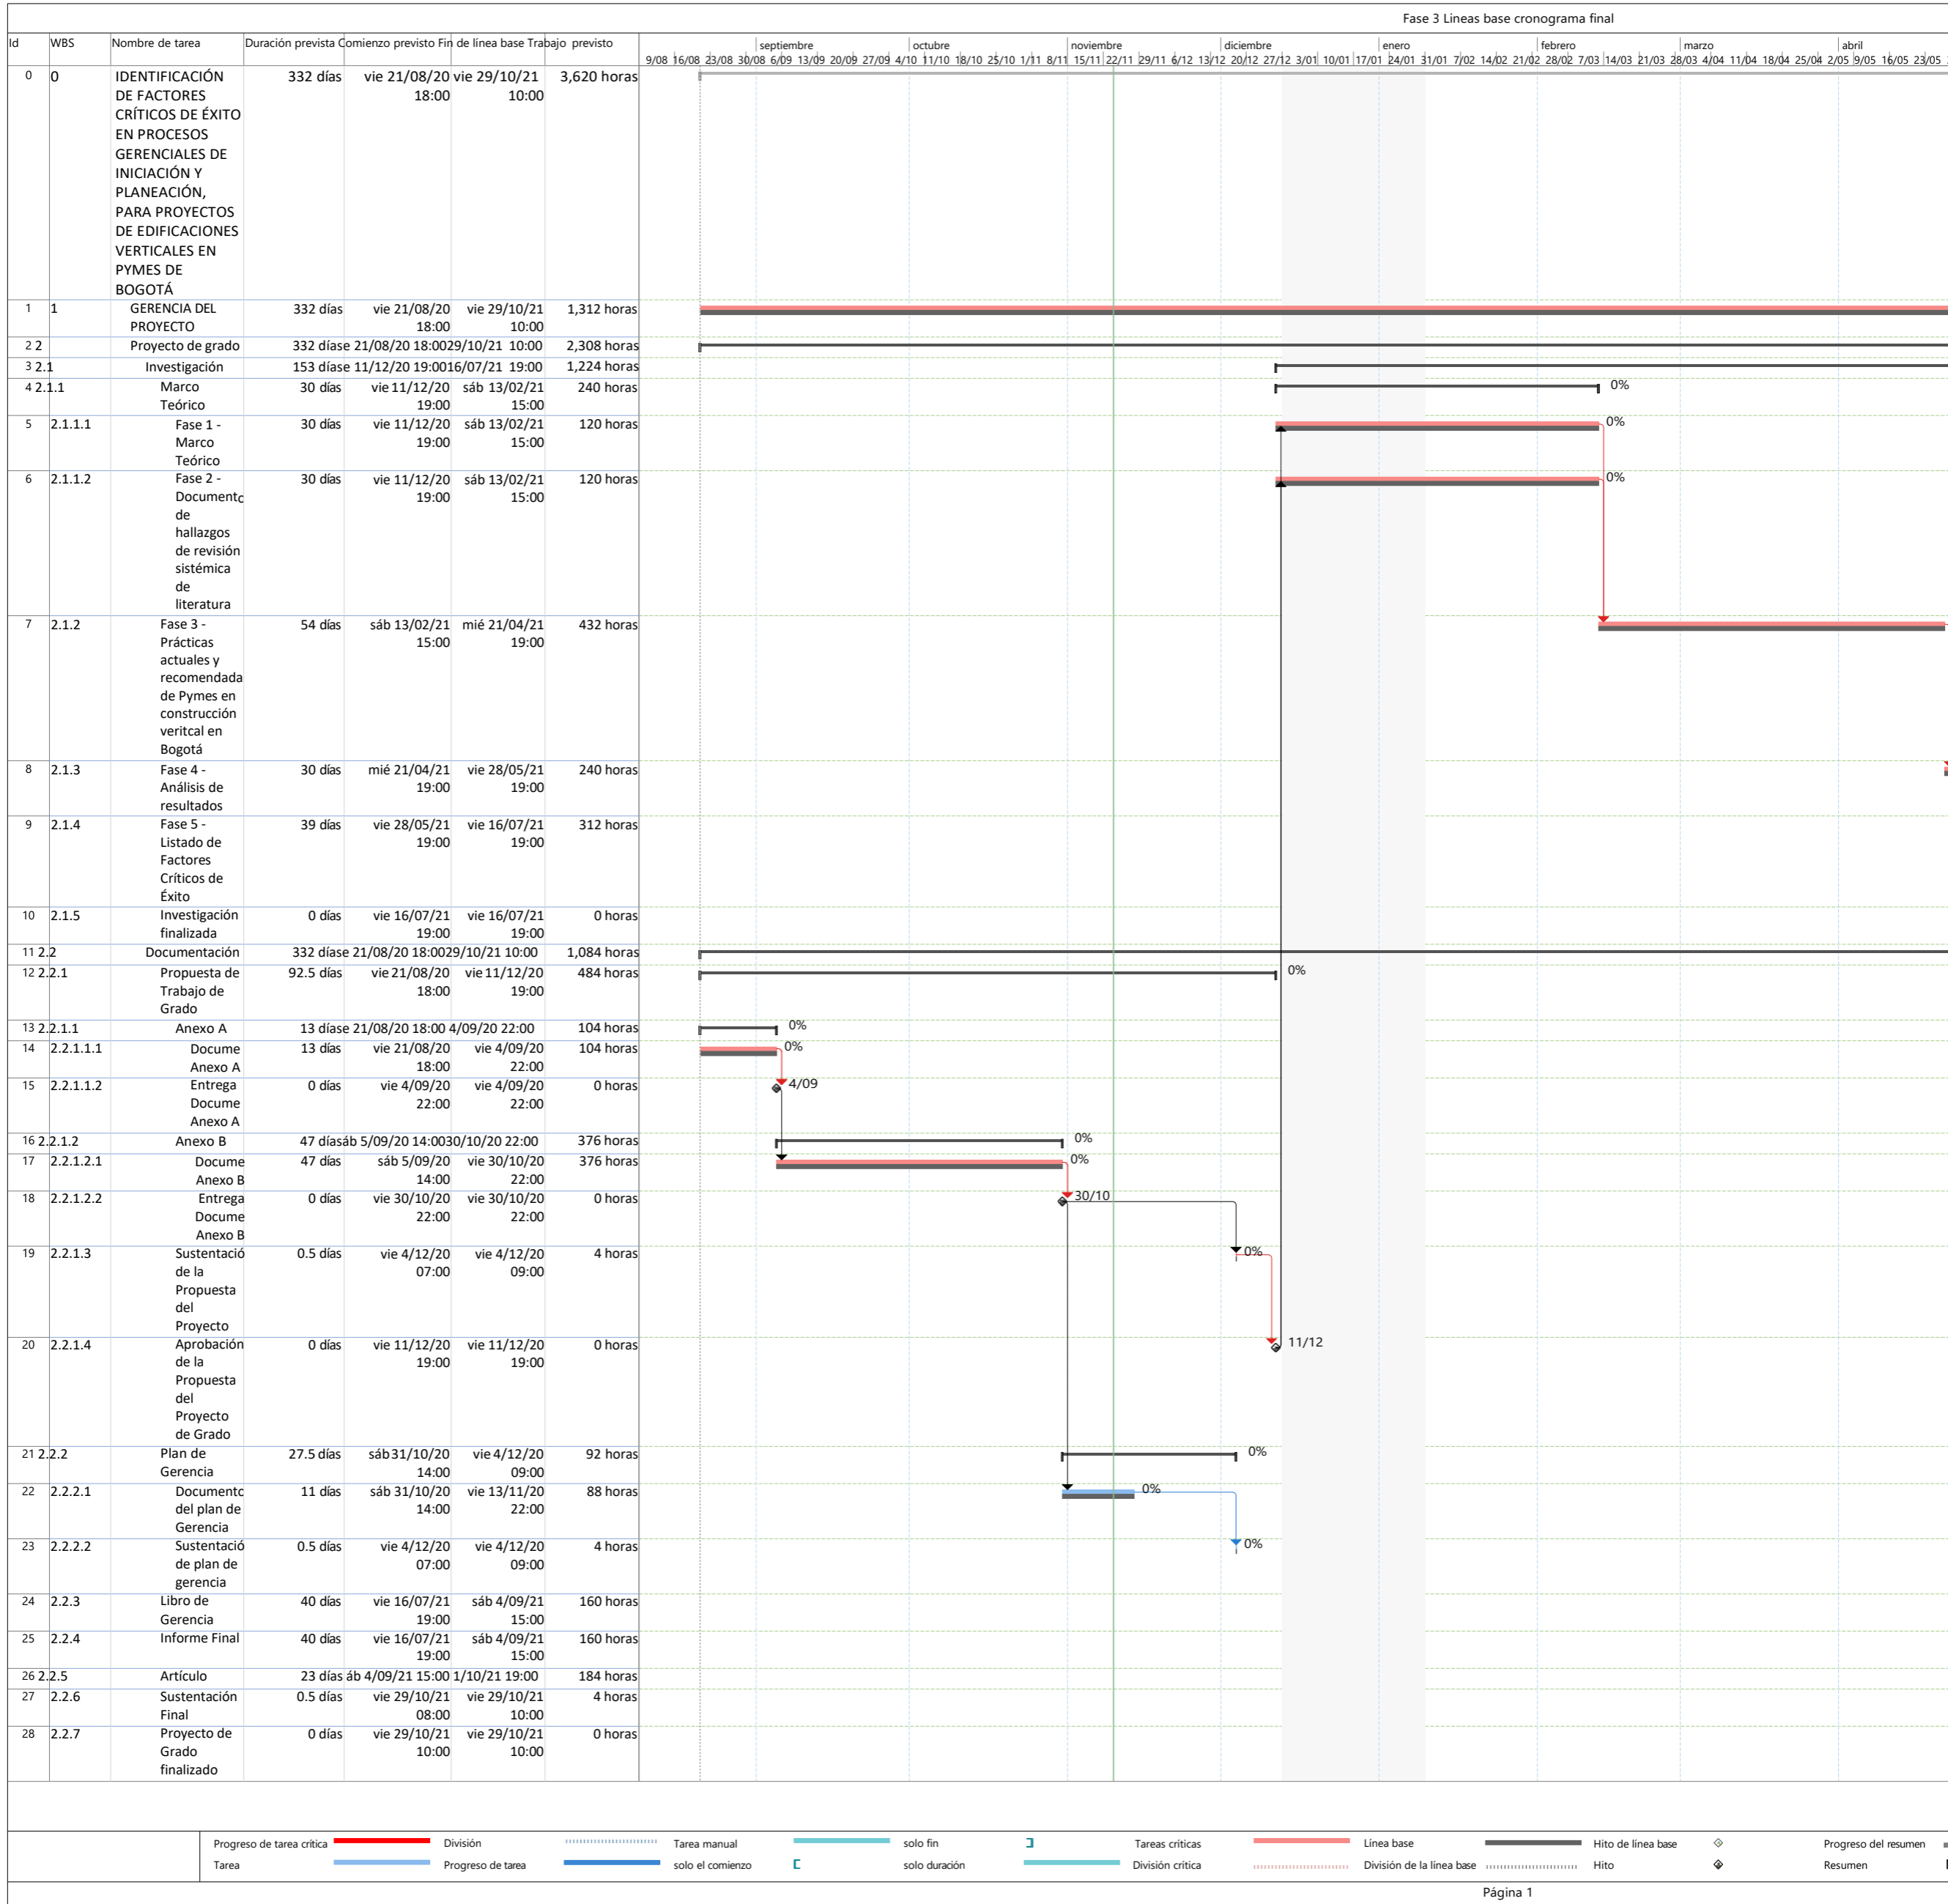 Fase 3 Lineas base cronograma final
Id WBS Nombre de tarea Duración prevista Comienzo previsto Fin de línea base Trabajo previsto
septiembre octubre noviembre diciembre enero febrero marzo abril
9/08 16/08 23/08 30/08 6/09 13/09 20/09 27/09 4/10 11/10 18/10 25/10 1/11 8/11 15/11 22/11 29/11 6/12 13/12 20/12 27/12 3/01 10/01 17/01 24/01 31/01 7/02 14/02 21/02 28/02 7/03 14/03 21/03 28/03 4/04 11/04 18/04 25/04 2/05 9/05 16/05 23/05
0 0 IDENTIFICACIÓN 332 días vie 21/08/20 vie 29/10/21 3,620 horas
DE FACTORES 18:00 10:00
CRÍTICOS DE ÉXITO
EN PROCESOS
GERENCIALES DE
INICIACIÓN Y
PLANEACIÓN,
PARA PROYECTOS
DE EDIFICACIONES
VERTICALES EN
PYMES DE
BOGOTÁ
1 1 GERENCIA DEL 332 días vie 21/08/20 vie 29/10/21 1,312 horas
PROYECTO 18:00 10:00
2 2 Proyecto de grado 332 díase 21/08/20 18:0029/10/21 10:00 2,308 horas
3 2.1 Investigación 153 díase 11/12/20 19:0016/07/21 19:00 1,224 horas
4 2.1.1 Marco 30 días vie 11/12/20 sáb 13/02/21 240 horas 0%
Teórico 19:00 15:00
5 2.1.1.1 Fase 1 - 30 días vie 11/12/20 sáb 13/02/21 120 horas 0%
Marco 19:00 15:00
Teórico
6 2.1.1.2 Fase 2 - 30 días vie 11/12/20 sáb 13/02/21 120 horas 0%
Documento 19:00 15:00
de
hallazgos
de revisión
sistémica
de
literatura
7 2.1.2 Fase 3 - 54 días sáb 13/02/21 mié 21/04/21 432 horas
Prácticas 15:00 19:00
actuales y
recomendada
de Pymes en
construcción
veritcal en
Bogotá
8 2.1.3 Fase 4 - 30 días mié 21/04/21 vie 28/05/21 240 horas
Análisis de 19:00 19:00
resultados
9 2.1.4 Fase 5 - 39 días vie 28/05/21 vie 16/07/21 312 horas
Listado de 19:00 19:00
Factores
Críticos de
Éxito
10 2.1.5 Investigación 0 días vie 16/07/21 vie 16/07/21 0 horas
finalizada 19:00 19:00
11 2.2 Documentación 332 díase 21/08/20 18:0029/10/21 10:00 1,084 horas
12 2.2.1 Propuesta de 92.5 días vie 21/08/20 vie 11/12/20 484 horas 0%
Trabajo de 18:00 19:00
Grado
13 2.2.1.1 Anexo A 13 díase 21/08/20 18:00 4/09/20 22:00 104 horas 0%
14 2.2.1.1.1 Docume 13 días vie 21/08/20 vie 4/09/20 104 horas 0%
Anexo A 18:00 22:00
15 2.2.1.1.2 Entrega 0 días vie 4/09/20 vie 4/09/20 0 horas 4/09
Docume 22:00 22:00
Anexo A
16 2.2.1.2 Anexo B 47 díasáb 5/09/20 14:0030/10/20 22:00 376 horas 0%
17 2.2.1.2.1 Docume 47 días sáb 5/09/20 vie 30/10/20 376 horas 0%
Anexo B 14:00 22:00
18 2.2.1.2.2 Entrega 0 días vie 30/10/20 vie 30/10/20 0 horas 30/10
Docume 22:00 22:00
Anexo B
19 2.2.1.3 Sustentació 0.5 días vie 4/12/20 vie 4/12/20 4 horas 0%
de la 07:00 09:00
Propuesta
del
Proyecto
20 2.2.1.4 Aprobación 0 días vie 11/12/20 vie 11/12/20 0 horas 11/12
de la 19:00 19:00
Propuesta
del
Proyecto
de Grado
21 2.2.2 Plan de 27.5 días sáb 31/10/20 vie 4/12/20 92 horas 0%
Gerencia 14:00 09:00
22 2.2.2.1 Documento 11 días sáb 31/10/20 vie 13/11/20 88 horas 0%
del plan de 14:00 22:00
Gerencia
23 2.2.2.2 Sustentació 0.5 días vie 4/12/20 vie 4/12/20 4 horas 0%
de plan de 07:00 09:00
gerencia
24 2.2.3 Libro de 40 días vie 16/07/21 sáb 4/09/21 160 horas
Gerencia 19:00 15:00
25 2.2.4 Informe Final 40 días vie 16/07/21 sáb 4/09/21 160 horas
19:00 15:00
26 2.2.5 Artículo 23 días áb 4/09/21 15:00 1/10/21 19:00 184 horas
27 2.2.6 Sustentación 0.5 días vie 29/10/21 vie 29/10/21 4 horas
Final 08:00 10:00
28 2.2.7 Proyecto de 0 días vie 29/10/21 vie 29/10/21 0 horas
Grado 10:00 10:00
finalizado
Progreso de tarea crítica División Tarea manual solo fin Tareas críticas Línea base Hito de línea base Progreso del resumen
Tarea Progreso de tarea solo el comienzo solo duración División crítica División de la línea base Hito Resumen
Página 1